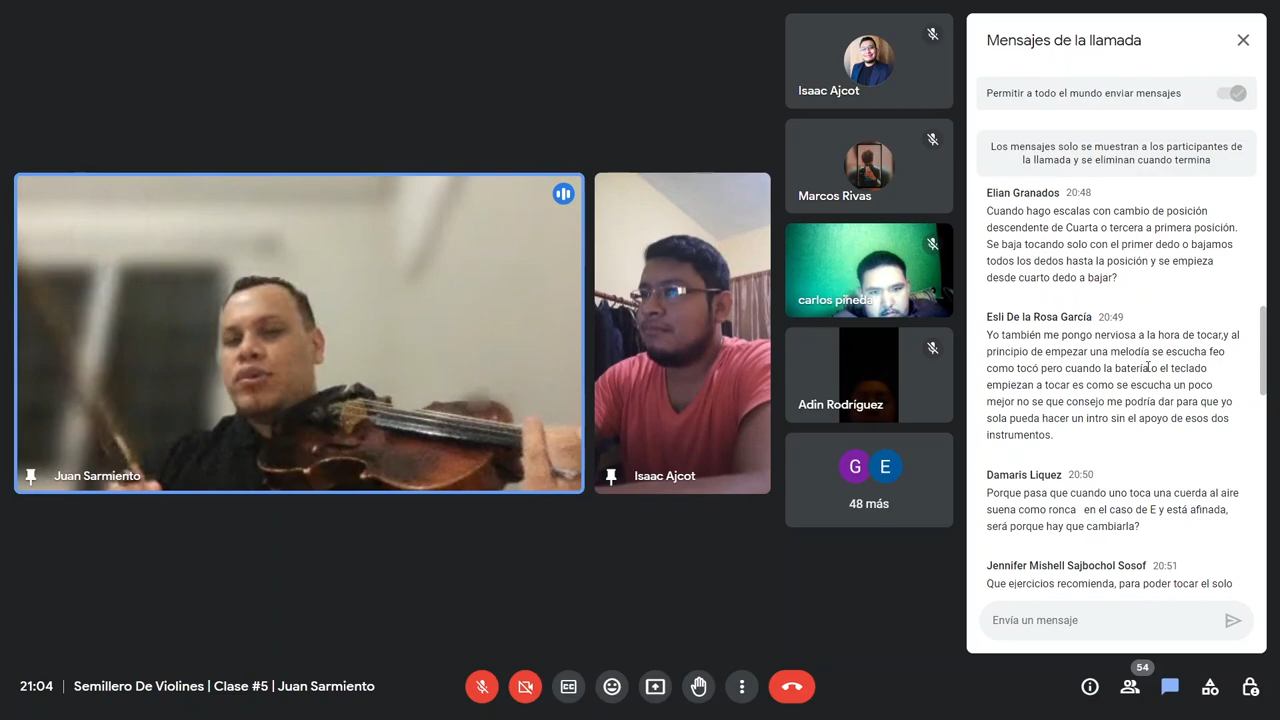 Isaac Ajcot
Marcos Rivas
carlos pineda
Adin Rodríguez
G E
48 más
Juan Sarmiento
Isaac Ajcot
Mensajes de la llamada
Permitir a todo el mundo enviar mensajes
Los mensajes solo se muestran a los participantes de
la llamada y se eliminan cuando termina
Elian Granados 20:48
Cuando hago escalas con cambio de posición
descendente de Cuarta o tercera a primera posición.
Se baja tocando solo con el primer dedo o bajamos
todos los dedos hasta la posición y se empieza
desde cuarto dedo a bajar?
Esli De la Rosa García 20:49
Yo también me pongo nerviosa a la hora de tocar,y al
principio de empezar una melodía se escucha feo
como tocó pero cuando la batería o el teclado
empiezan a tocar es como se escucha un poco
mejor no se que consejo me podría dar para que yo
sola pueda hacer un intro sin el apoyo de esos dos
instrumentos.
Damaris Liquez 20:50
Porque pasa que cuando uno toca una cuerda al aire
suena como ronca en el caso de E y está afinada,
será porque hay que cambiarla?
Jennifer Mishell Sajbochol Sosof 20:51
Que ejercicios recomienda, para poder tocar el solo
Envía un mensaje
21:04 | Semillero De Violines | Clase #5 | Juan Sarmiento
54